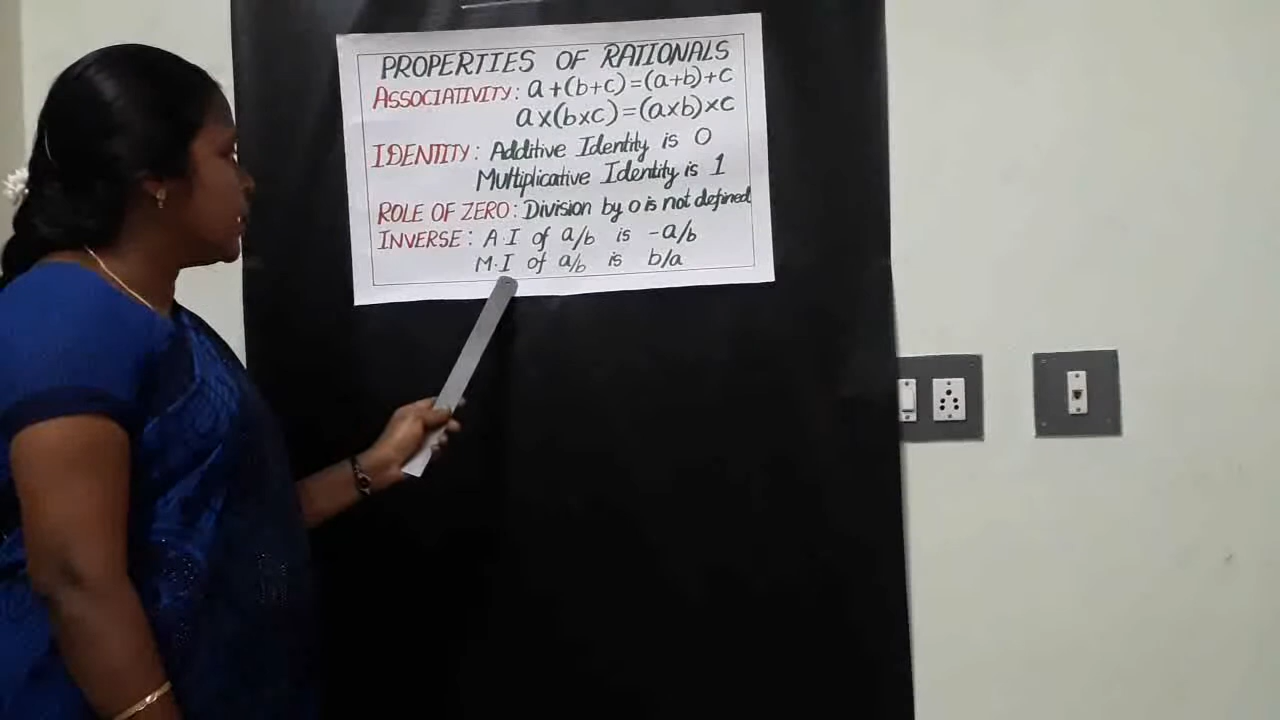 PROPERTIES OF RATIONALS
ASSOCIATIVITY: a+(b+c)=(a+b)+c
a×(b×c)=(a×b)×c
IDENTITY: Additive Identity is 0
Multiplicative Identity is 1
ROLE OF ZERO: Division by 0 is not defined
INVERSE: A.I of a/b is -a/b
M.I of a/b is b/a